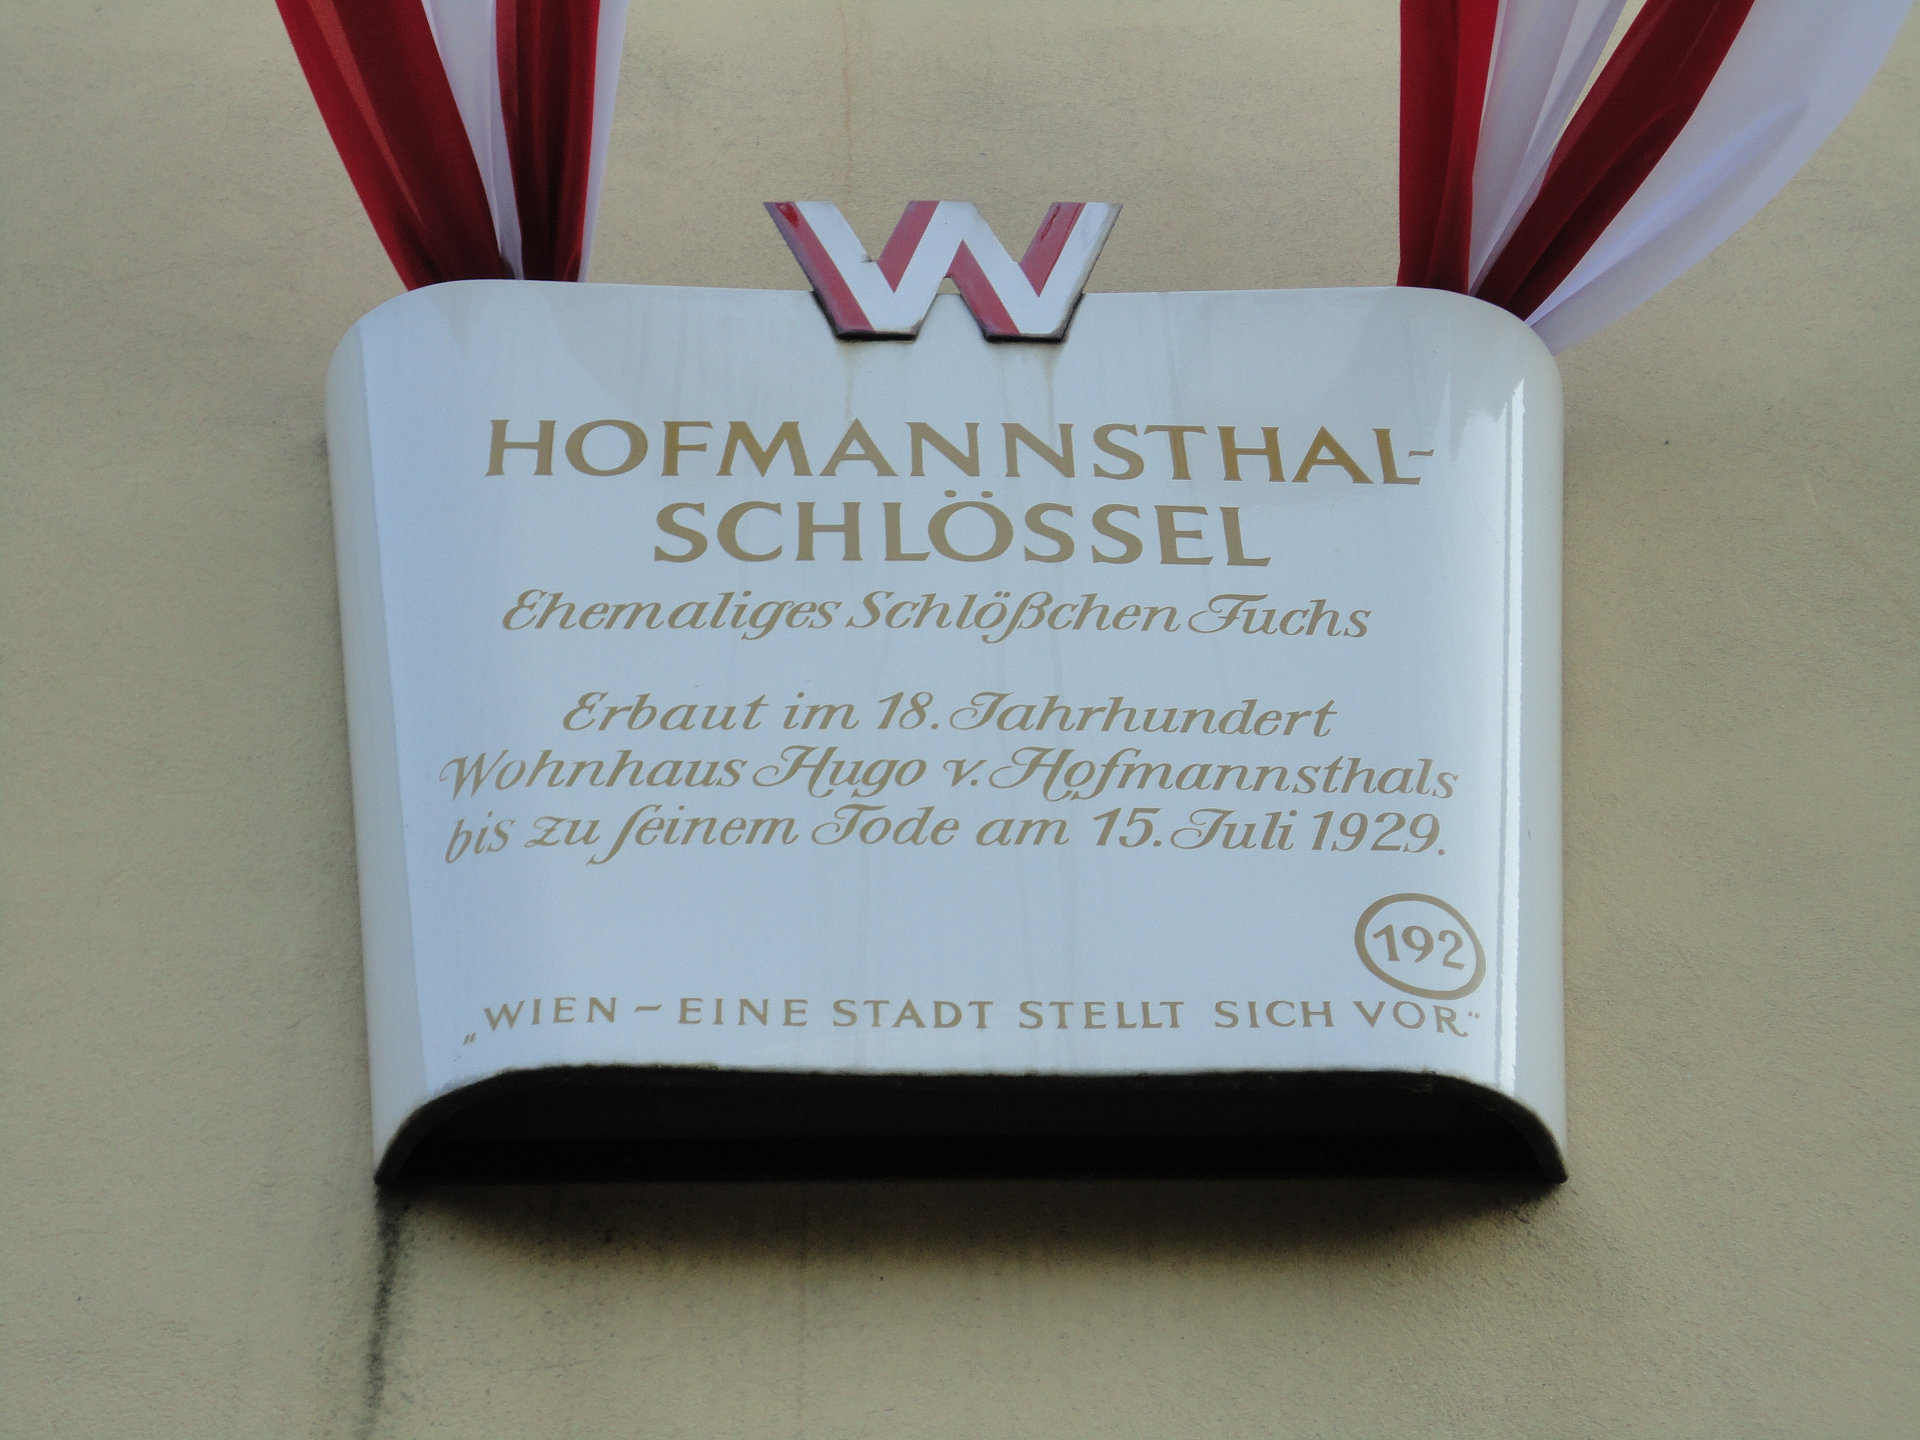 W
HOFMANNSTHAL-
SCHLÖSSEL
Ehemaliges Schlößchen Fuchs
Erbaut im 18. Jahrhundert
Wohnhaus Hugo v. Hofmannsthals
bis zu ſeinem Tode am 15. Juli 1929.
192
„WIEN – EINE STADT STELLT SICH VOR.“